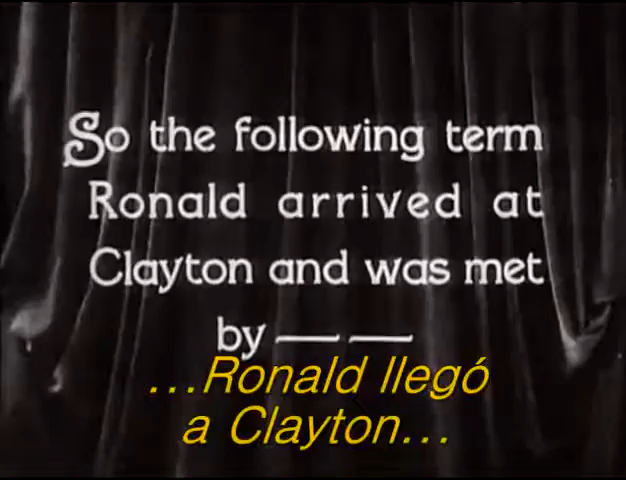 So the following term
Ronald arrived at
Clayton and was met
by — —
...Ronald llegó
a Clayton...